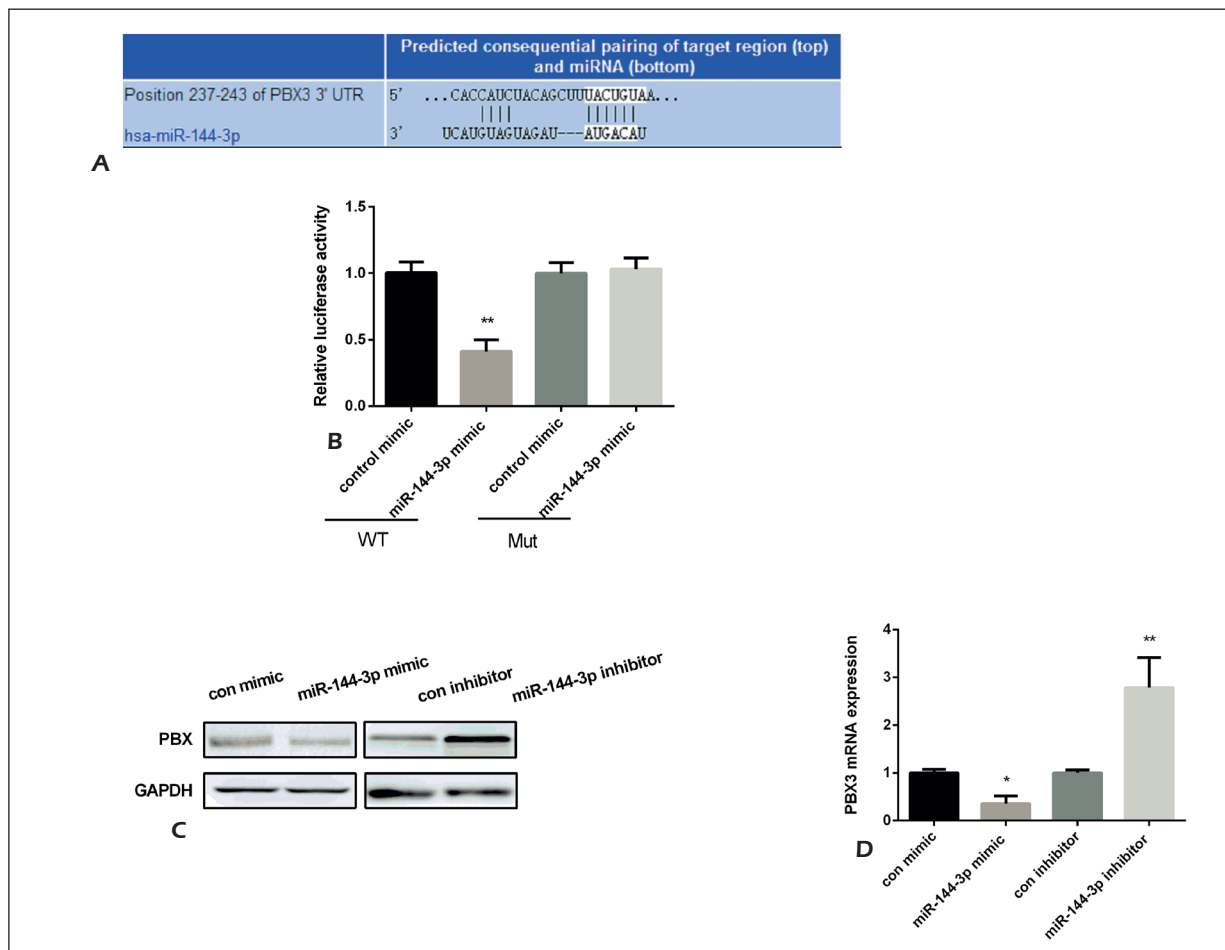 Predicted consequential pairing of target region (top)
and miRNA (bottom)
Position 237-243 of PBX3 3' UTR 5' ...CACCAUCUACAGCUUUACUGUAA...
hsa-miR-144-3p 3' UCAUGUAGUAGAU---AUGACAU
A
Relative luciferase activity
1.5
1.0
0.5
0.0
**
control mimic
miR-144-3p mimic
control mimic
miR-144-3p mimic
WT
Mut
B
con mimic
miR-144-3p mimic
con inhibitor
miR-144-3p inhibitor
PBX
GAPDH
C
PBX3 mRNA expression
4
3
2
1
0
*
**
con mimic
miR-144-3p mimic
con inhibitor
miR-144-3p inhibitor
D